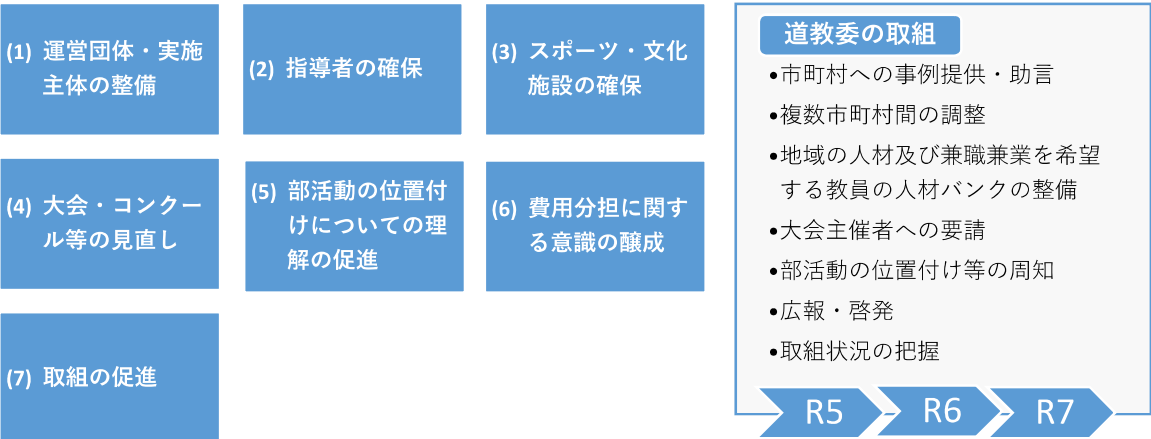 (1) 運営団体・実施
主体の整備
(2) 指導者の確保
(3) スポーツ・文化
施設の確保
(4) 大会・コンクー
ル等の見直し
(5) 部活動の位置付
けについての理
解の促進
(6) 費用分担に関す
る意識の醸成
(7) 取組の促進
道教委の取組
•市町村への事例提供・助言
•複数市町村間の調整
•地域の人材及び兼職兼業を希望
する教員の人材バンクの整備
•大会主催者への要請
•部活動の位置付け等の周知
•広報・啓発
•取組状況の把握
R5 R6 R7